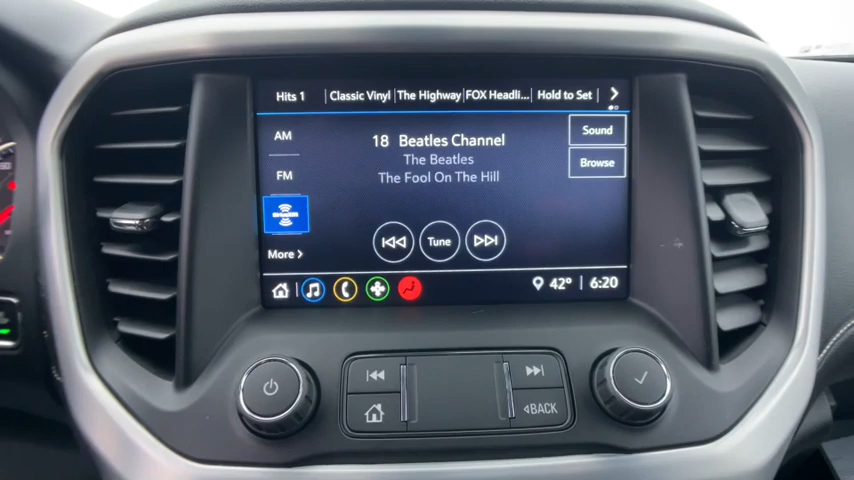 Hits 1 Classic Vinyl The Highway FOX Headli... Hold to Set
AM
18 Beatles Channel
Sound
The Beatles
Browse
FM
The Fool On The Hill
SiriusXM
Tune
More
42° 6:20
BACK